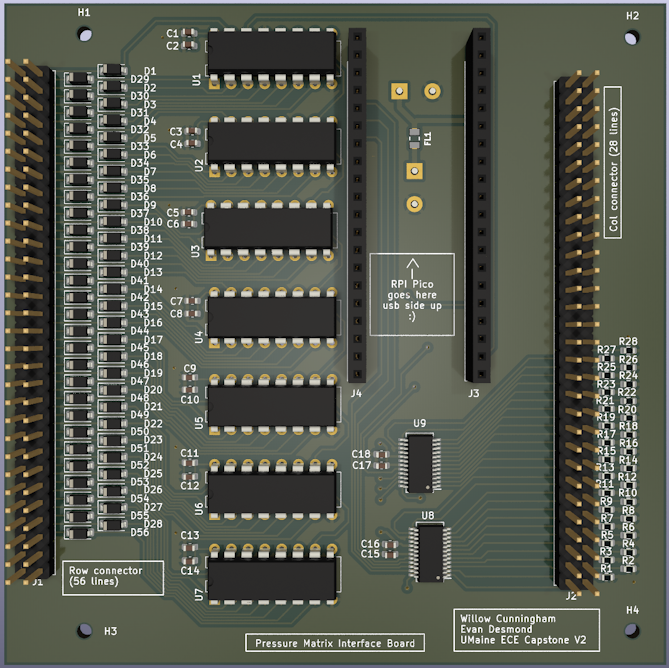 H1
H2
C1
C2
U1
D1
D29
D2
D30
D3
D31
D4
D32
D5
D33
D6
D34
D7
D35
D8
D36
D9
D37
D10
D38
D11
D39
D12
D40
D13
D41
D14
D42
D15
D43
D16
D44
D17
D45
D18
D46
D19
D47
D20
D48
D21
D49
D22
D50
D23
D51
D24
D52
D25
D53
D26
D54
D27
D55
D28
D56
C3
C4
U2
C5
C6
U3
C7
C8
U4
C9
C10
U5
C11
C12
U6
C13
C14
U7
FL1
RPI Pico
goes here
usb side up
:)
J4
J3
U9
C18
C17
U8
C16
C15
Col connector (28 lines)
R28
R27
R26
R25
R24
R23
R22
R21
R20
R19
R18
R17
R16
R15
R14
R13
R12
R11
R10
R9
R8
R7
R6
R5
R4
R3
R2
R1
J1
J2
Row connector
(56 lines)
H3
H4
Pressure Matrix Interface Board
Willow Cunningham
Evan Desmond
UMaine ECE Capstone V2